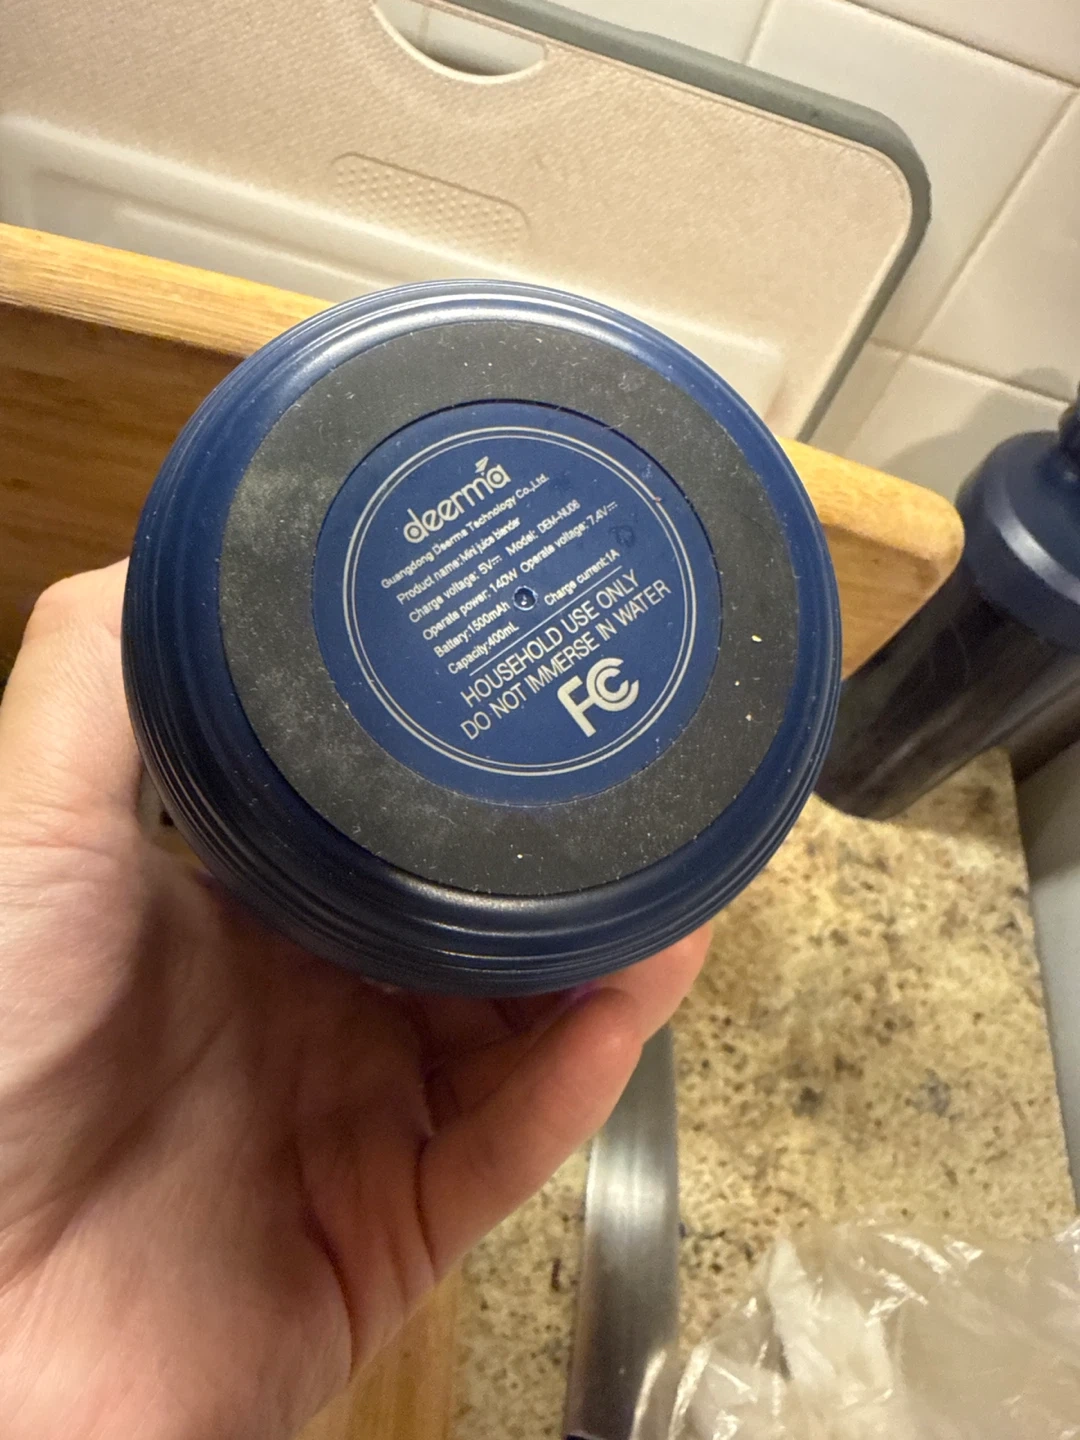 deerma
Guangdong Deerma Technology Co.,Ltd.
Product name:Mini juice blender
Charge voltage: 5V⎓ Model: DEM-NU06
Operate power: 140W Operate voltage: 7.4V⎓
Battery:1500mAh Charge current:1A
Capacity:400mL
HOUSEHOLD USE ONLY
DO NOT IMMERSE IN WATER
FC